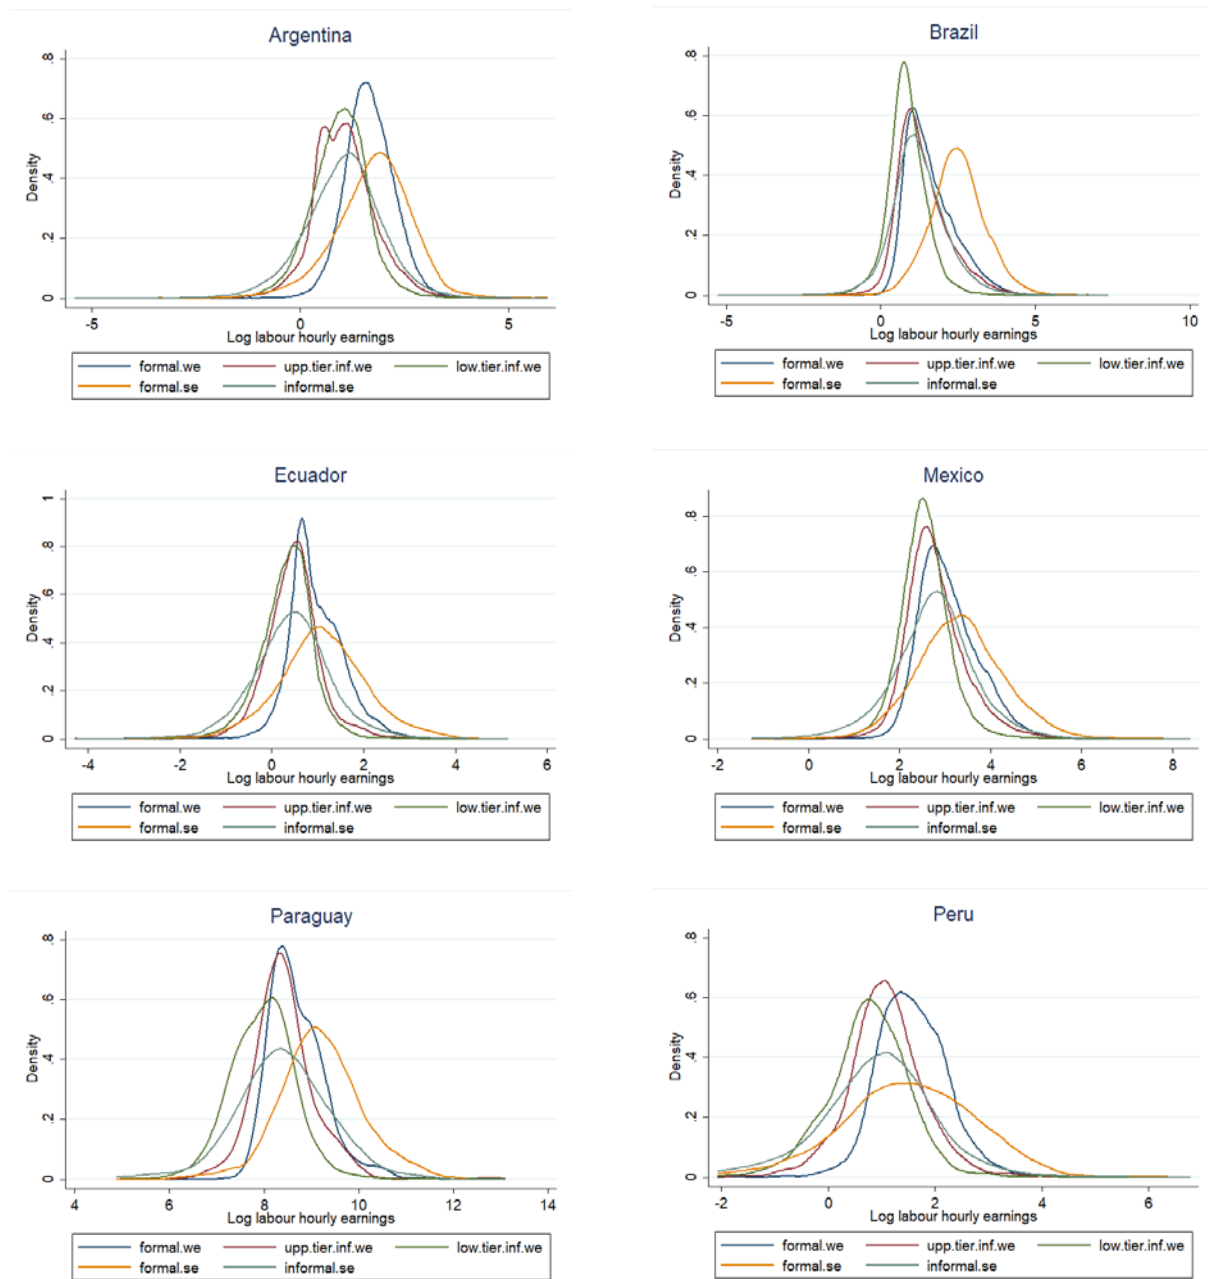 Argentina
.8
.6
.4
.2
0
Density
-5 0 5
Log labour hourly earnings
formal.we upp.tier.inf.we low.tier.inf.we
formal.se informal.se
Brazil
.8
.6
.4
.2
0
Density
-5 0 5 10
Log labour hourly earnings
formal.we upp.tier.inf.we low.tier.inf.we
formal.se informal.se
Ecuador
1
.8
.6
.4
.2
0
Density
-4 -2 0 2 4 6
Log labour hourly earnings
formal.we upp.tier.inf.we low.tier.inf.we
formal.se informal.se
Mexico
.8
.6
.4
.2
0
Density
-2 0 2 4 6 8
Log labour hourly earnings
formal.we upp.tier.inf.we low.tier.inf.we
formal.se informal.se
Paraguay
.8
.6
.4
.2
0
Density
4 6 8 10 12 14
Log labour hourly earnings
formal.we upp.tier.inf.we low.tier.inf.we
formal.se informal.se
Peru
.8
.6
.4
.2
0
Density
-2 0 2 4 6
Log labour hourly earnings
formal.we upp.tier.inf.we low.tier.inf.we
formal.se informal.se